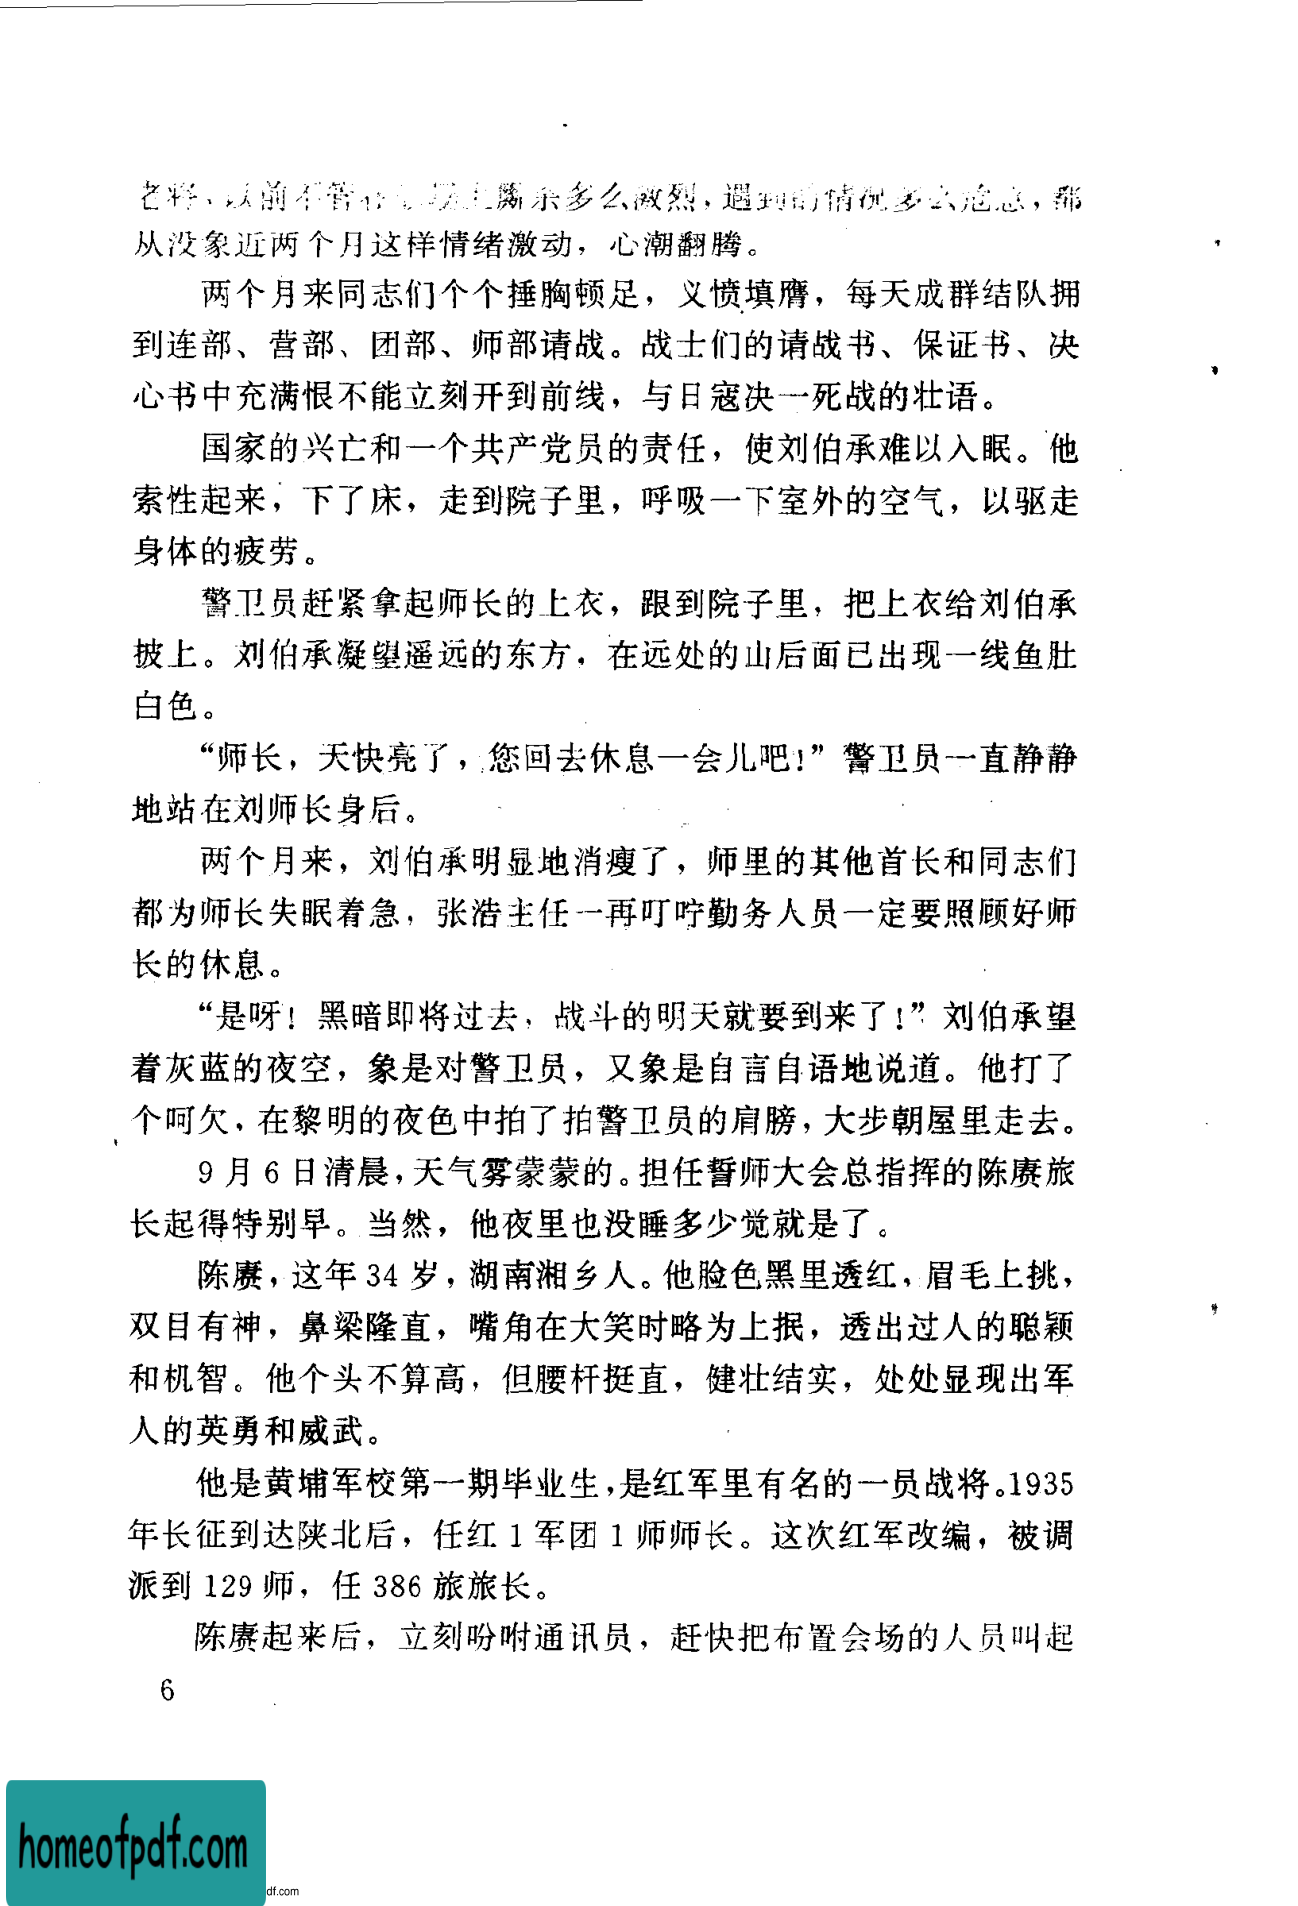 老将，以前不管在 厮杀多么激烈，遇到的情况多么危急，都
从没象近两个月这样情绪激动，心潮翻腾。
两个月来同志们个个捶胸顿足，义愤填膺，每天成群结队拥
到连部、营部、团部、师部请战。战士们的请战书、保证书、决
心书中充满恨不能立刻开到前线，与日寇决一死战的壮语。
国家的兴亡和一个共产党员的责任，使刘伯承难以入眠。他
索性起来，下了床，走到院子里，呼吸一下室外的空气，以驱走
身体的疲劳。
警卫员赶紧拿起师长的上衣，跟到院子里，把上衣给刘伯承
披上。刘伯承凝望遥远的东方，在远处的山后面已出现一线鱼肚
白色。
“师长，天快亮了，您回去休息一会儿吧！”警卫员一直静静
地站在刘师长身后。
两个月来，刘伯承明显地消瘦了，师里的其他首长和同志们
都为师长失眠着急，张浩主任一再叮咛勤务人员一定要照顾好师
长的休息。
“是呀！黑暗即将过去，战斗的明天就要到来了！”刘伯承望
着灰蓝的夜空，象是对警卫员，又象是自言自语地说道。他打了
个呵欠，在黎明的夜色中拍了拍警卫员的肩膀，大步朝屋里走去。
9月6日清晨，天气雾蒙蒙的。担任誓师大会总指挥的陈赓旅
长起得特别早。当然，他夜里也没睡多少觉就是了。
陈赓，这年34岁，湖南湘乡人。他脸色黑里透红，眉毛上挑，
双目有神，鼻梁隆直，嘴角在大笑时略为上抿，透出过人的聪颖
和机智。他个头不算高，但腰杆挺直，健壮结实，处处显现出军
人的英勇和威武。
他是黄埔军校第一期毕业生，是红军里有名的一员战将。1935
年长征到达陕北后，任红1军团1师师长。这次红军改编，被调
派到129师，任386旅旅长。
陈赓起来后，立刻吩咐通讯员，赶快把布置会场的人员叫起
6
homeofpdf.com
df.com